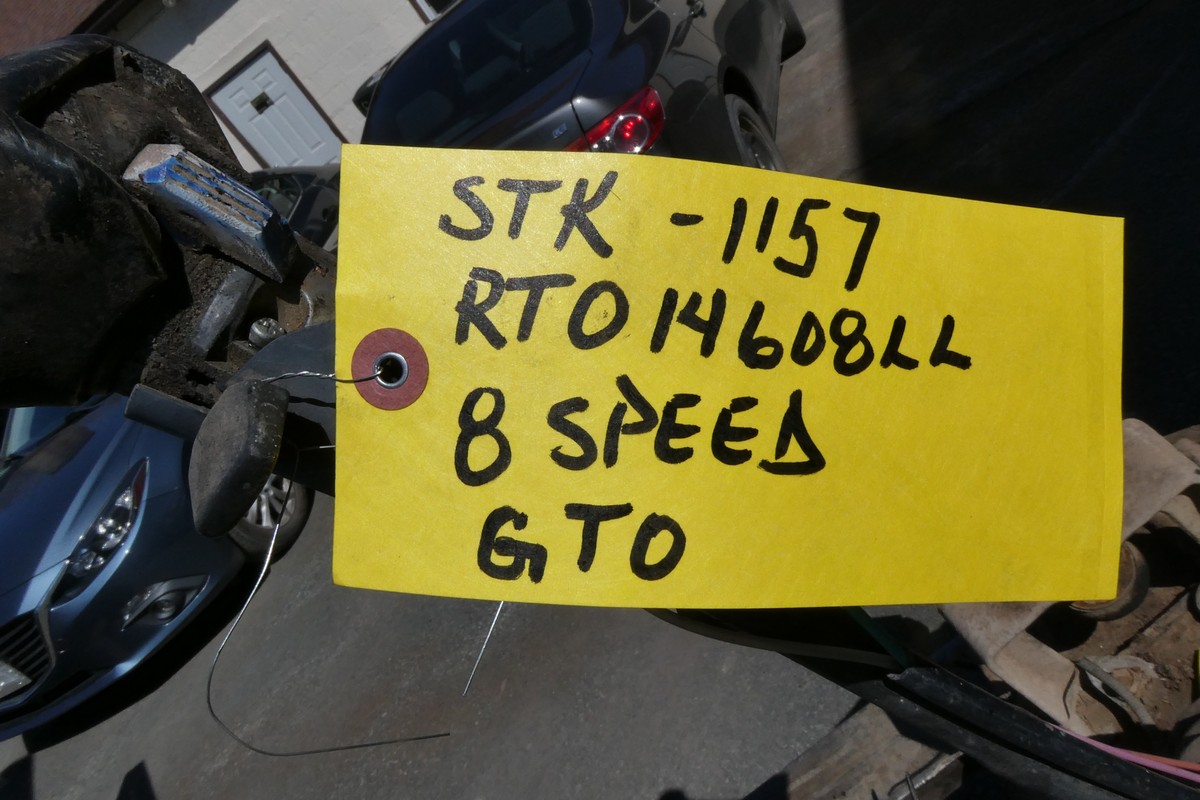 STK -1157
RTO14608LL
8 SPEED
GTO